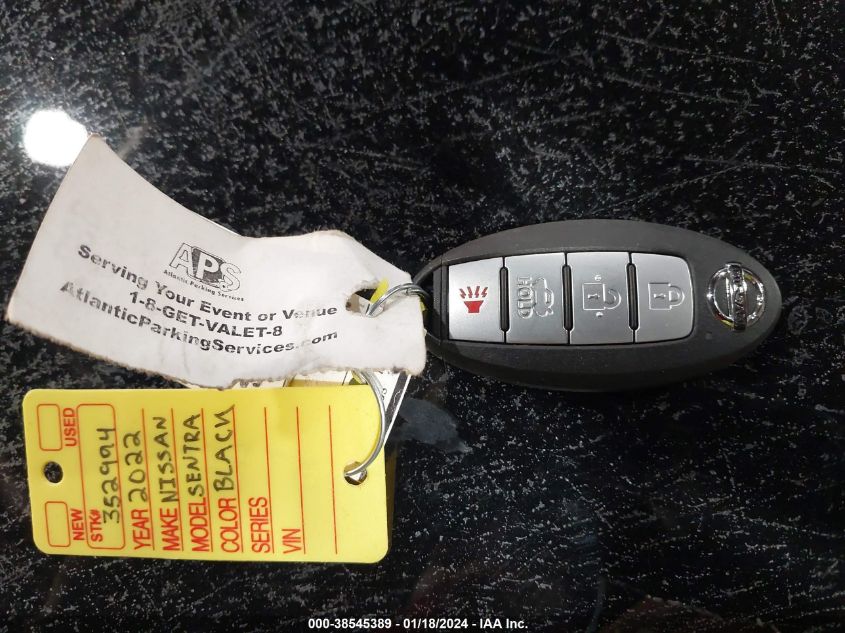 APS
Atlantic Parking Services
Serving Your Event or Venue
1-8-GET-VALET-8
AtlanticParkingServices.com
HOLD
NISSAN
NEW
USED
STK# 352994
YEAR 2022
MAKE NISSAN
MODEL SENTRA
COLOR BLACK
SERIES
VIN
000-38545389 - 01/18/2024 - IAA Inc.